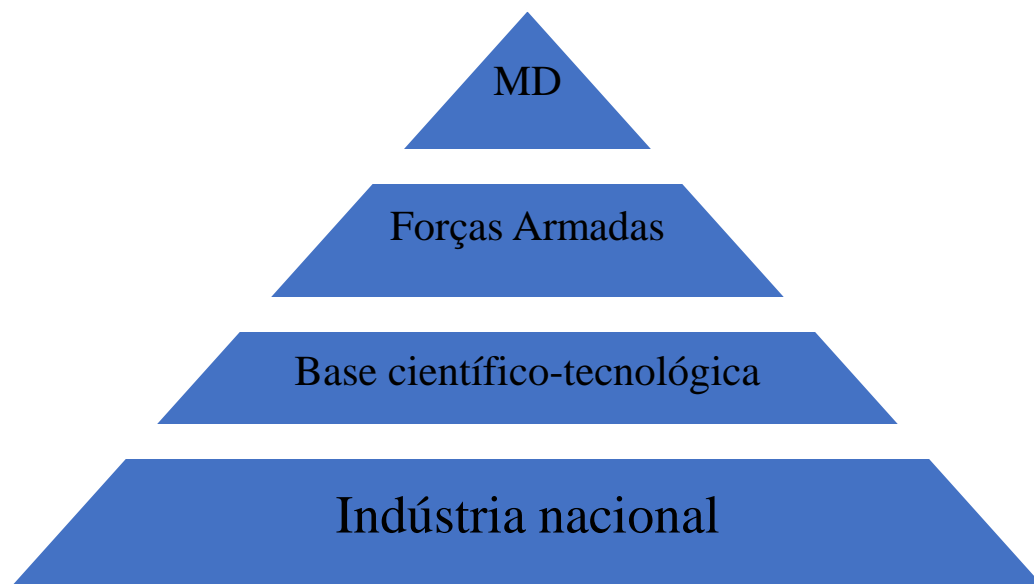 MD
Forças Armadas
Base científico-tecnológica
Indústria nacional